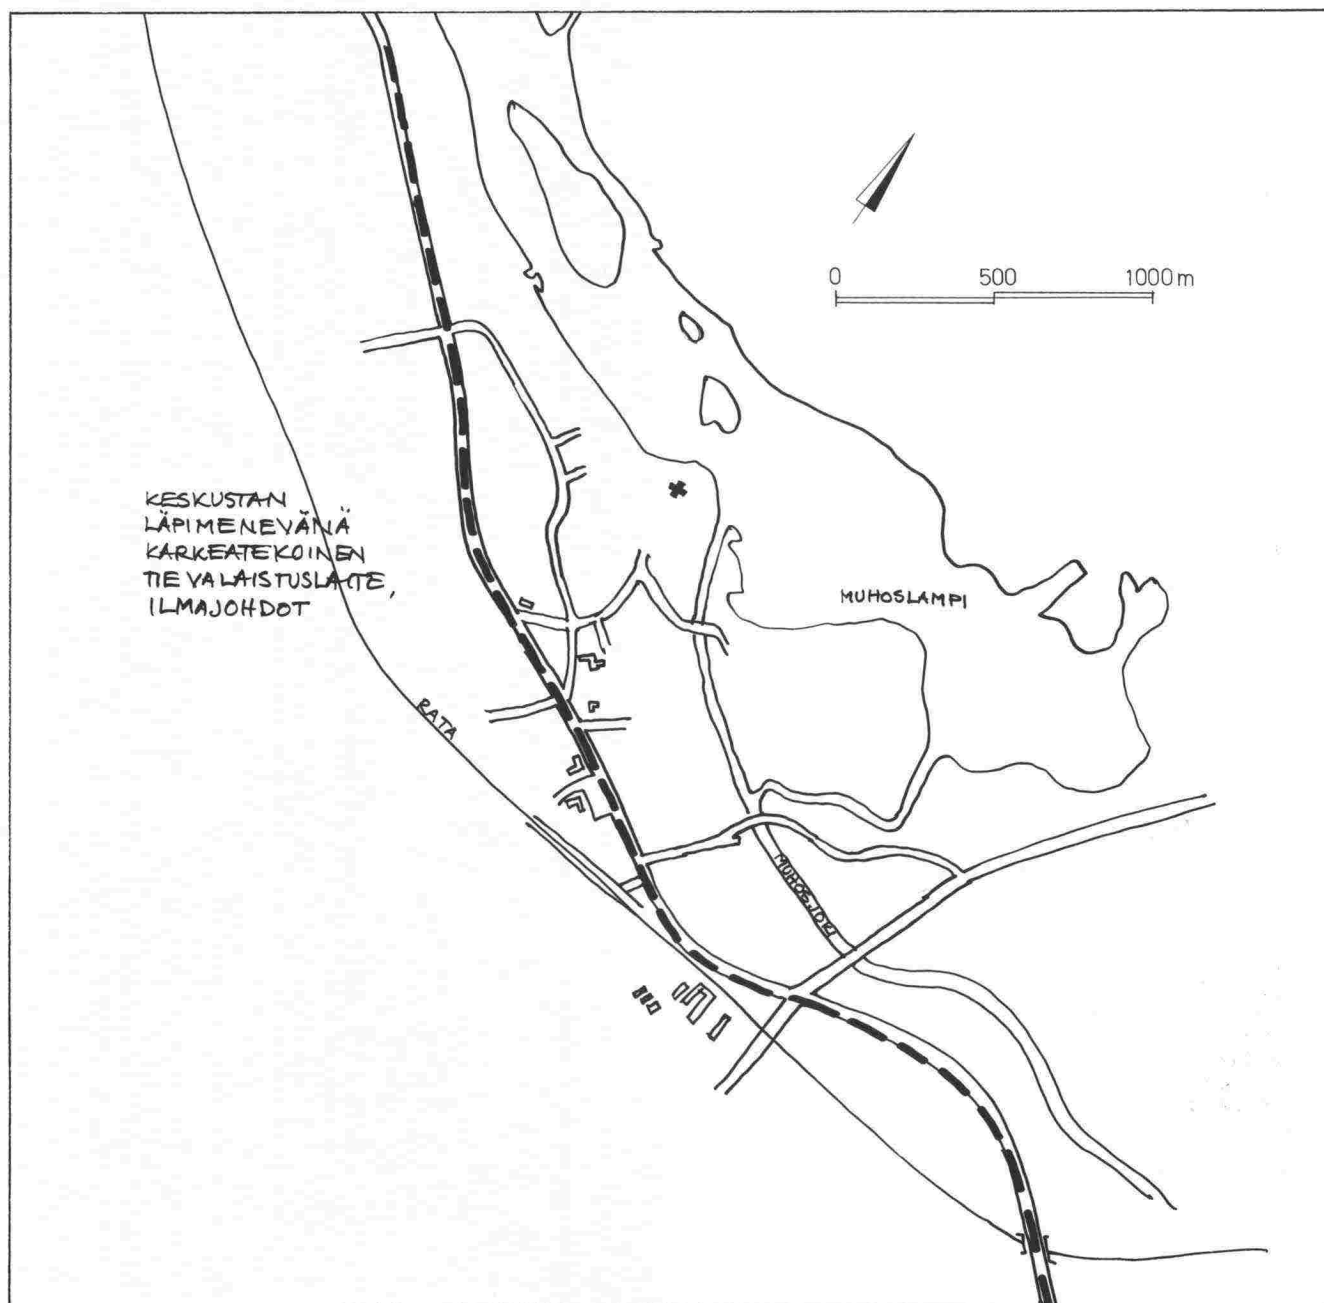 0 500 1000 m
KESKUSTAN
LÄPIMENEVÄNÄ
KARKEATEKOINEN
TIEVALAISTUSLAITE,
ILMAJOHDOT
MUHOSLAMPI
RATA
MUHOSJOKI